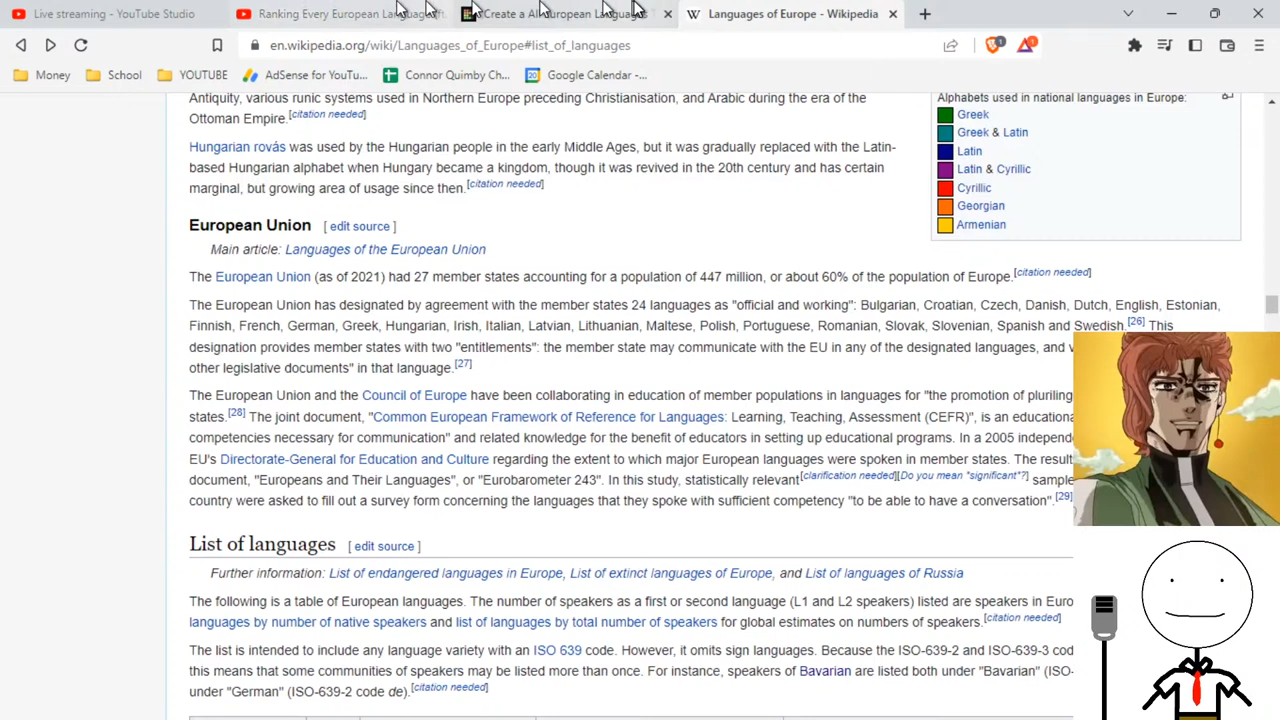 Live streaming - YouTube Studio
Ranking Every European Language
Create a All European Languages
Languages of Europe - Wikipedia
en.wikipedia.org/wiki/Languages_of_Europe#list_of_languages
1
1
Money School YOUTUBE AdSense for YouTu... Connor Quimby Ch... Google Calendar -...
Antiquity, various runic systems used in Northern Europe preceding Christianisation, and Arabic during the era of the
Ottoman Empire.[citation needed]
Hungarian rovás was used by the Hungarian people in the early Middle Ages, but it was gradually replaced with the Latin-
based Hungarian alphabet when Hungary became a kingdom, though it was revived in the 20th century and has certain
marginal, but growing area of usage since then.[citation needed]
Alphabets used in national languages in Europe:
Greek
Greek & Latin
Latin
Latin & Cyrillic
Cyrillic
Georgian
Armenian
European Union [ edit source ]
Main article: Languages of the European Union
The European Union (as of 2021) had 27 member states accounting for a population of 447 million, or about 60% of the population of Europe.[citation needed]
The European Union has designated by agreement with the member states 24 languages as "official and working": Bulgarian, Croatian, Czech, Danish, Dutch, English, Estonian,
Finnish, French, German, Greek, Hungarian, Irish, Italian, Latvian, Lithuanian, Maltese, Polish, Portuguese, Romanian, Slovak, Slovenian, Spanish and Swedish.[26] This
designation provides member states with two "entitlements": the member state may communicate with the EU in any of the designated languages, and
other legislative documents" in that language.[27]
The European Union and the Council of Europe have been collaborating in education of member populations in languages for "the promotion of
states.[28] The joint document, "Common European Framework of Reference for Languages: Learning, Teaching, Assessment (CEFR)", is an
competencies necessary for communication" and related knowledge for the benefit of educators in setting up educational programs. In a 2005
EU's Directorate-General for Education and Culture regarding the extent to which major European languages were spoken in member states. The
document, "Europeans and Their Languages", or "Eurobarometer 243". In this study, statistically relevant[clarification needed][Do you mean "significant"?]
country were asked to fill out a survey form concerning the languages that they spoke with sufficient competency "to be able to have a conversation".[29]
List of languages [ edit source ]
Further information: List of endangered languages in Europe, List of extinct languages of Europe, and List of languages of Russia
The following is a table of European languages. The number of speakers as a first or second language (L1 and L2 speakers) listed are speakers in
languages by number of native speakers and list of languages by total number of speakers for global estimates on numbers of speakers.[citation needed]
The list is intended to include any language variety with an ISO 639 code. However, it omits sign languages. Because the ISO-639-2 and ISO-639-3
this means that some communities of speakers may be listed more than once. For instance, speakers of Bavarian are listed both under "Bavarian" (ISO-
under "German" (ISO-639-2 code de).[citation needed]